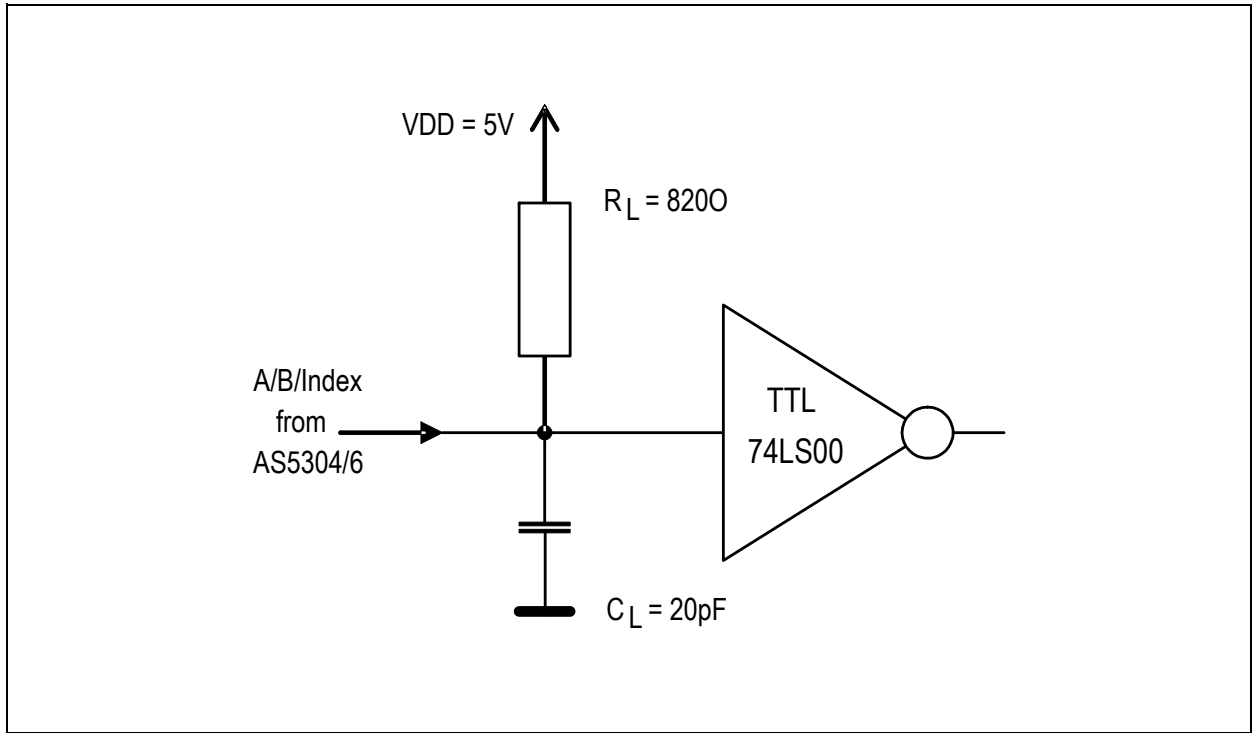 VDD = 5V
R L = 820O
A/B/Index
from
AS5304/6
TTL
74LS00
C L = 20pF